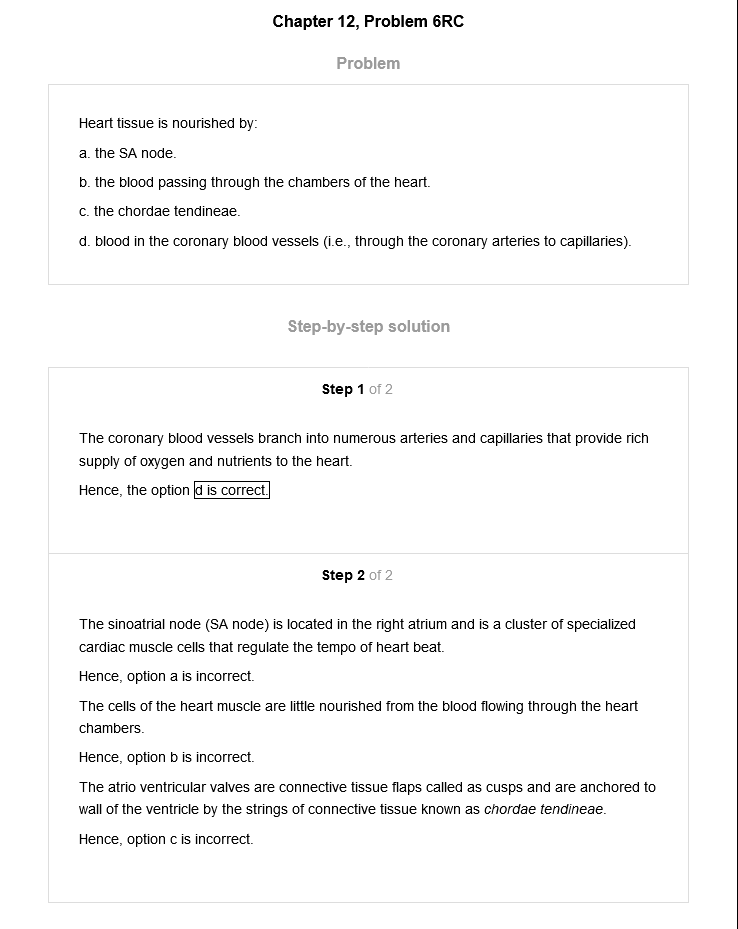 Chapter 12, Problem 6RC
Problem
Heart tissue is nourished by:
a. the SA node.
b. the blood passing through the chambers of the heart.
c. the chordae tendineae.
d. blood in the coronary blood vessels (i.e., through the coronary arteries to capillaries).
Step-by-step solution
Step 1 of 2
The coronary blood vessels branch into numerous arteries and capillaries that provide rich
supply of oxygen and nutrients to the heart.
Hence, the option d is correct.
Step 2 of 2
The sinoatrial node (SA node) is located in the right atrium and is a cluster of specialized
cardiac muscle cells that regulate the tempo of heart beat.
Hence, option a is incorrect.
The cells of the heart muscle are little nourished from the blood flowing through the heart
chambers.
Hence, option b is incorrect.
The atrio ventricular valves are connective tissue flaps called as cusps and are anchored to
wall of the ventricle by the strings of connective tissue known as chordae tendineae.
Hence, option c is incorrect.